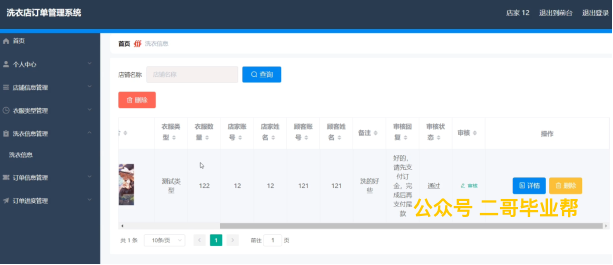 洗衣店订单管理系统
店家 12 退出到前台 退出登录
首页
个人中心
店铺信息管理
衣服类型管理
洗衣信息管理
洗衣信息
订单信息管理
订单进度管理
首页 洗衣信息
店铺名称 店铺名称 查询
删除
衣服类型 衣服数量 店家账号 店家姓名 顾客账号 顾客姓名 备注 审核回复 审核状态 审核 操作
测试类型 122 12 12 121 121 洗的好些 好的,请先支付订金,完成后再支付尾款 通过 审核 详情 删除
公众号 二哥毕业帮
共 1 条 10条/页 1 前往 1 页